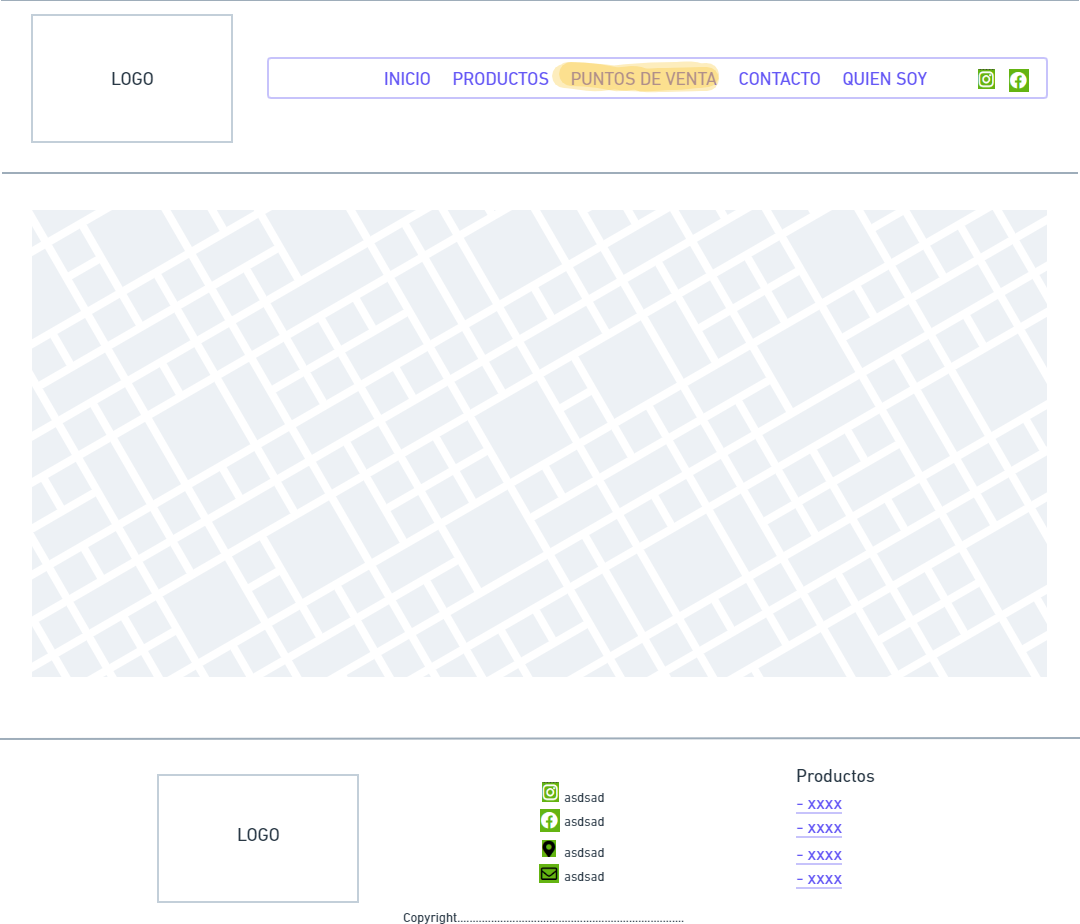 LOGO
INICIO PRODUCTOS PUNTOS DE VENTA CONTACTO QUIEN SOY
LOGO
asdsad
asdsad
asdsad
asdsad
Productos
- XXXX
- XXXX
- XXXX
- XXXX
Copyright...........................................................................